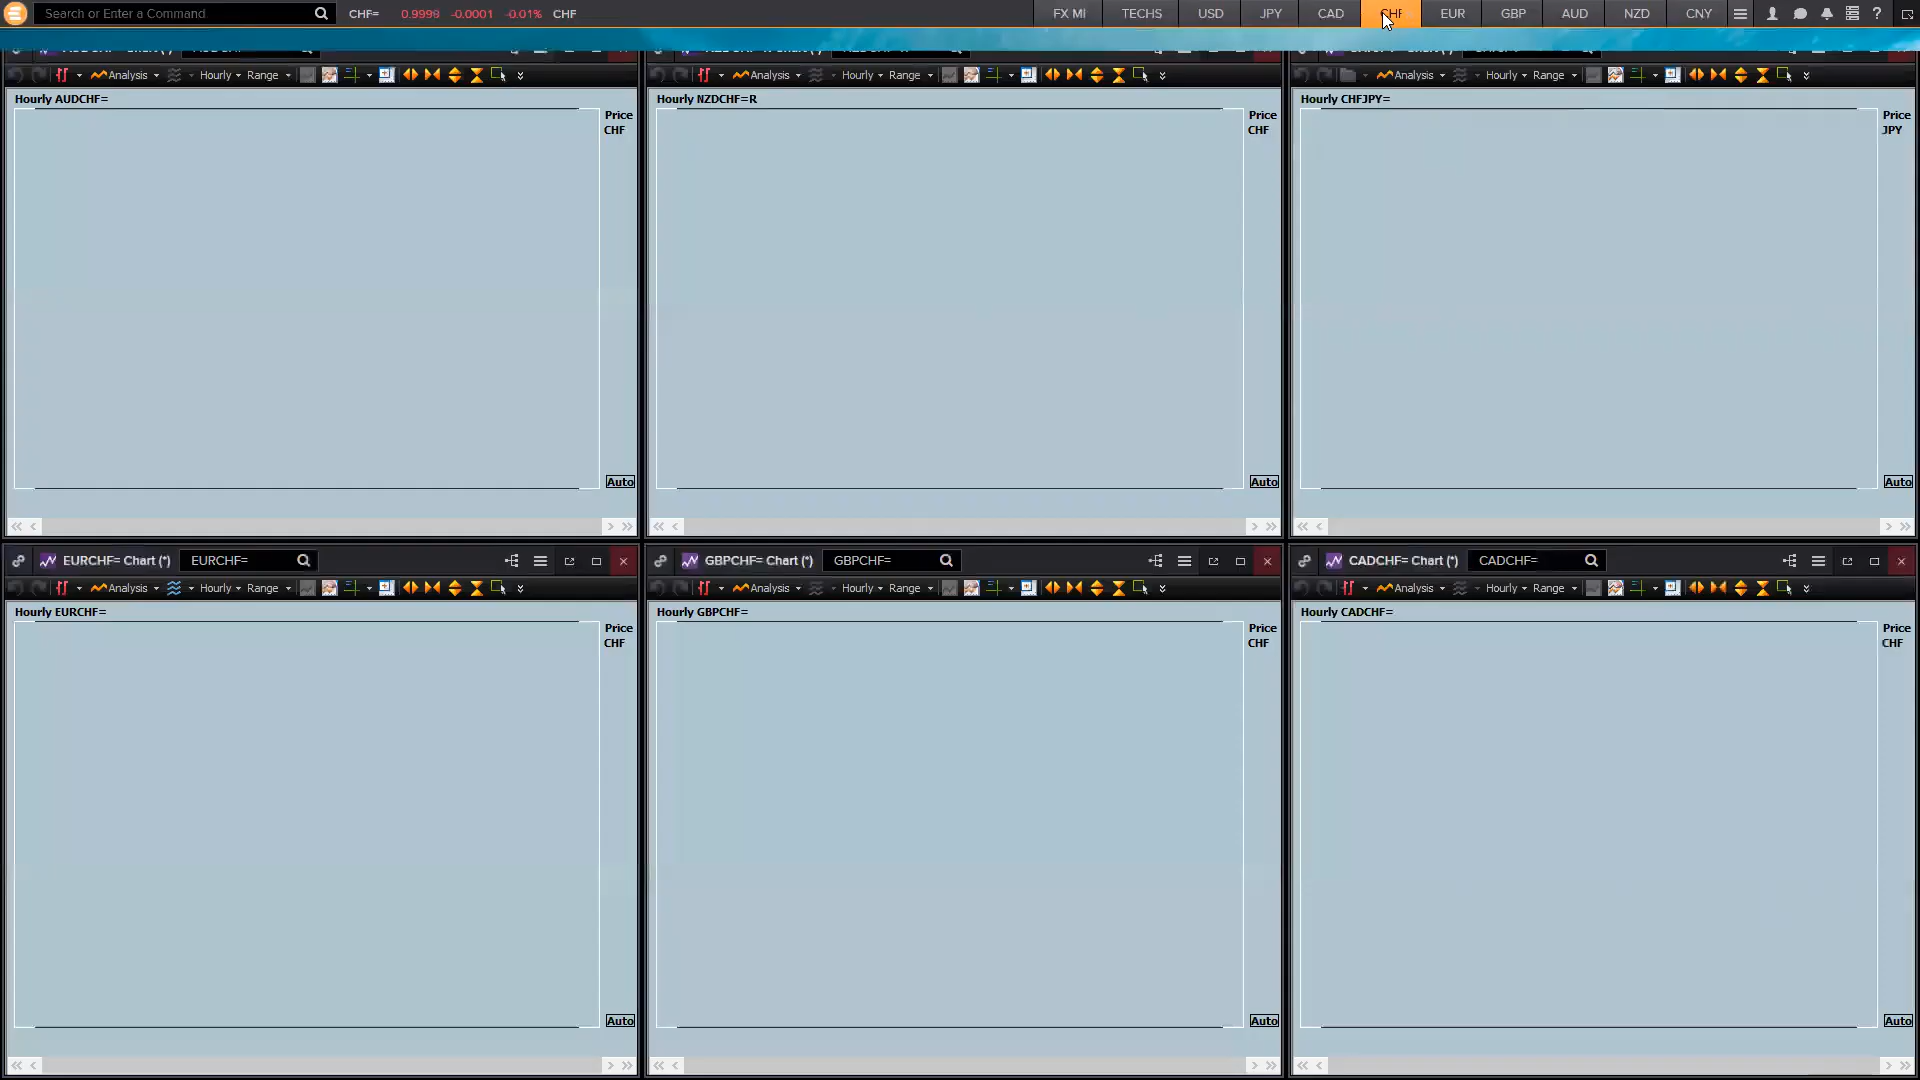 Search or Enter a Command CHF= 0.9998 -0.0001 -0.01% CHF FX MI TECHS USD JPY CAD CHF EUR GBP AUD NZD CNY ?
Analysis Hourly Range
Analysis Hourly Range
Analysis Hourly Range
Hourly AUDCHF=
Price
CHF
Auto
Hourly NZDCHF=R
Price
CHF
Auto
Hourly CHFJPY=
Price
JPY
Auto
EURCHF= Chart (*) EURCHF=
Analysis Hourly Range
Hourly EURCHF=
Price
CHF
Auto
GBPCHF= Chart (*) GBPCHF=
Analysis Hourly Range
Hourly GBPCHF=
Price
CHF
Auto
CADCHF= Chart (*) CADCHF=
Analysis Hourly Range
Hourly CADCHF=
Price
CHF
Auto